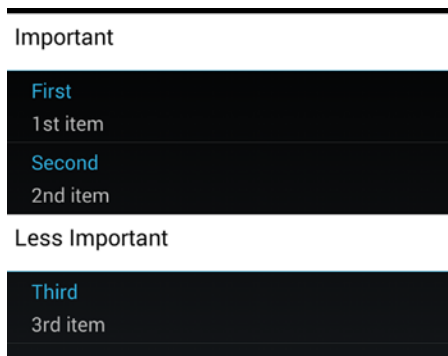 Important
First
1st item
Second
2nd item
Less Important
Third
3rd item